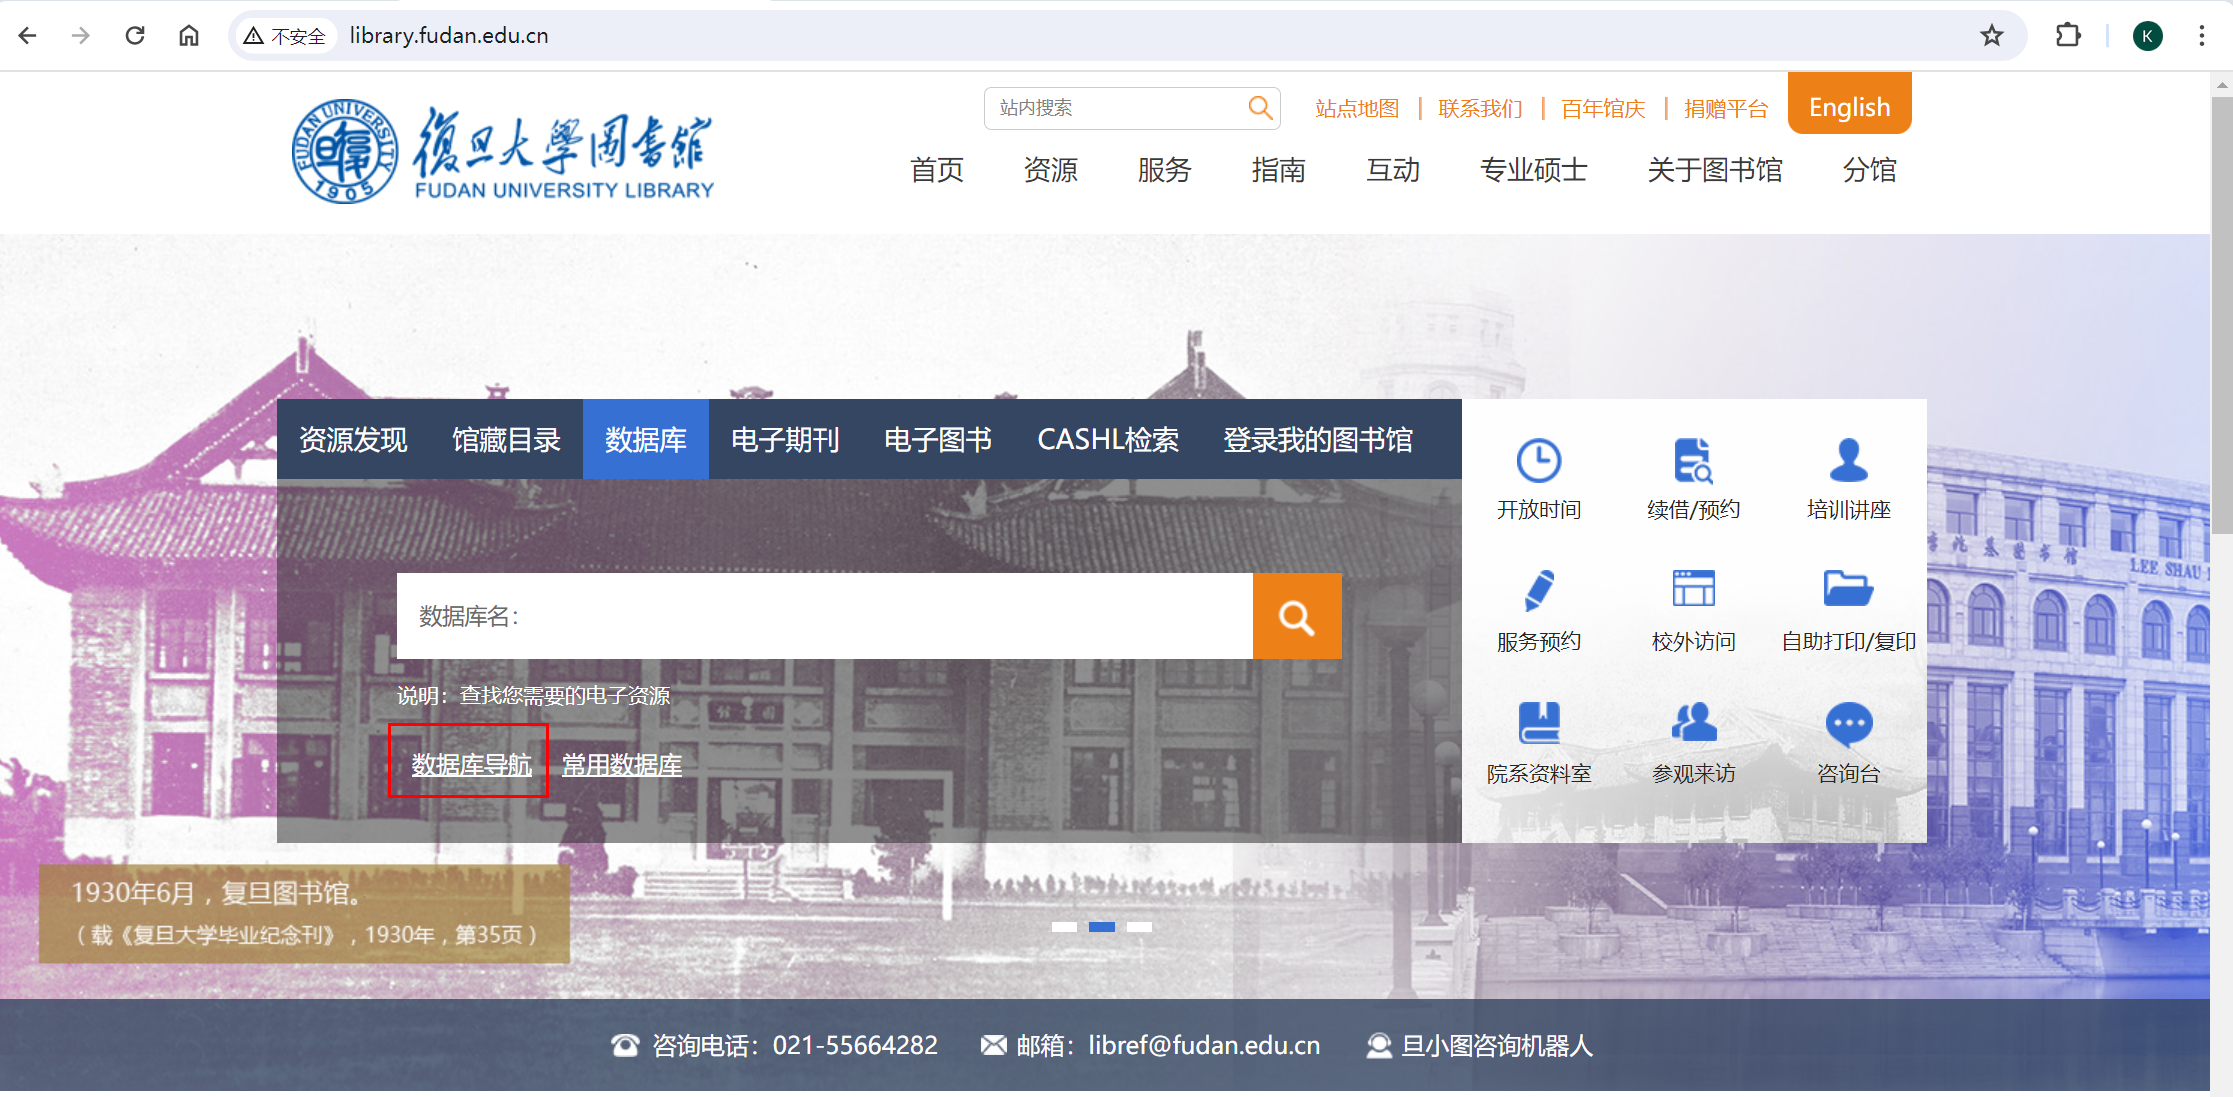 不安全 library.fudan.edu.cn K
FUDAN UNIVERSITY 1905
復旦大學圖書館
FUDAN UNIVERSITY LIBRARY
站内搜索 站点地图 | 联系我们 | 百年馆庆 | 捐赠平台 English
首页 资源 服务 指南 互动 专业硕士 关于图书馆 分馆
资源发现 馆藏目录 数据库 电子期刊 电子图书 CASHL检索 登录我的图书馆
数据库名：
说明：查找您需要的电子资源
数据库导航 常用数据库
开放时间 续借/预约 培训讲座
服务预约 校外访问 自助打印/复印
院系资料室 参观来访 咨询台
LEE SHAU
1930年6月，复旦图书馆。
（载《复旦大学毕业纪念刊》，1930年，第35页）
咨询电话：021-55664282 邮箱：libref@fudan.edu.cn 旦小图咨询机器人